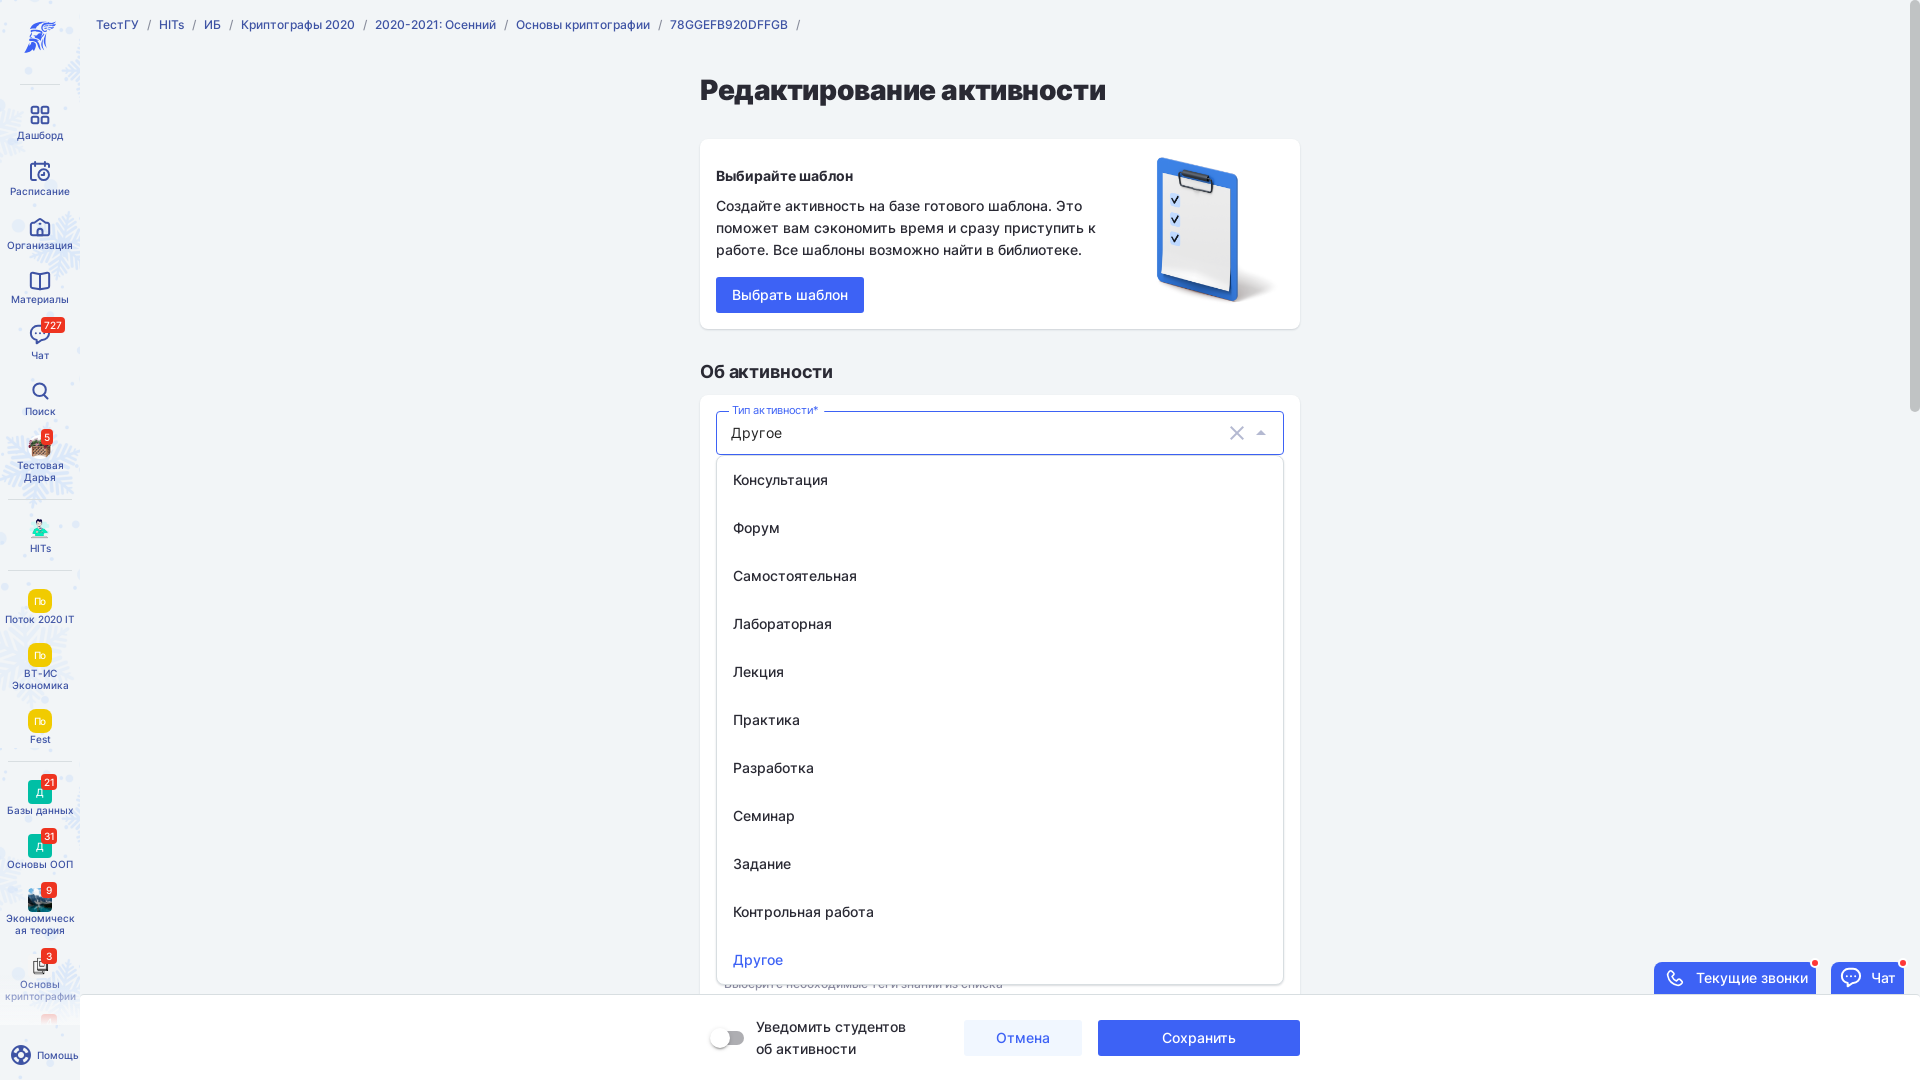 ТестГУ / HITs / ИБ / Криптографы 2020 / 2020-2021: Осенний / Основы криптографии / 78GGEFB920DFFGB /
Дашборд
Расписание
Организация
Материалы
727
Чат
Поиск
5
Тестовая
Дарья
HITs
По
Поток 2020 IT
По
ВТ-ИС
Экономика
По
Fest
21
Д
Базы данных
31
Д
Основы ООП
9
Экономическ
ая теория
3
Основы
криптографии
Помощь
Редактирование активности
Выбирайте шаблон
Создайте активность на базе готового шаблона. Это
поможет вам сэкономить время и сразу приступить к
работе. Все шаблоны возможно найти в библиотеке.
Выбрать шаблон
Об активности
Тип активности*
Другое
Консультация
Форум
Самостоятельная
Лабораторная
Лекция
Практика
Разработка
Семинар
Задание
Контрольная работа
Другое
Выберите необходимые теги знаний из списка
Текущие звонки
Чат
Уведомить студентов
об активности
Отмена
Сохранить